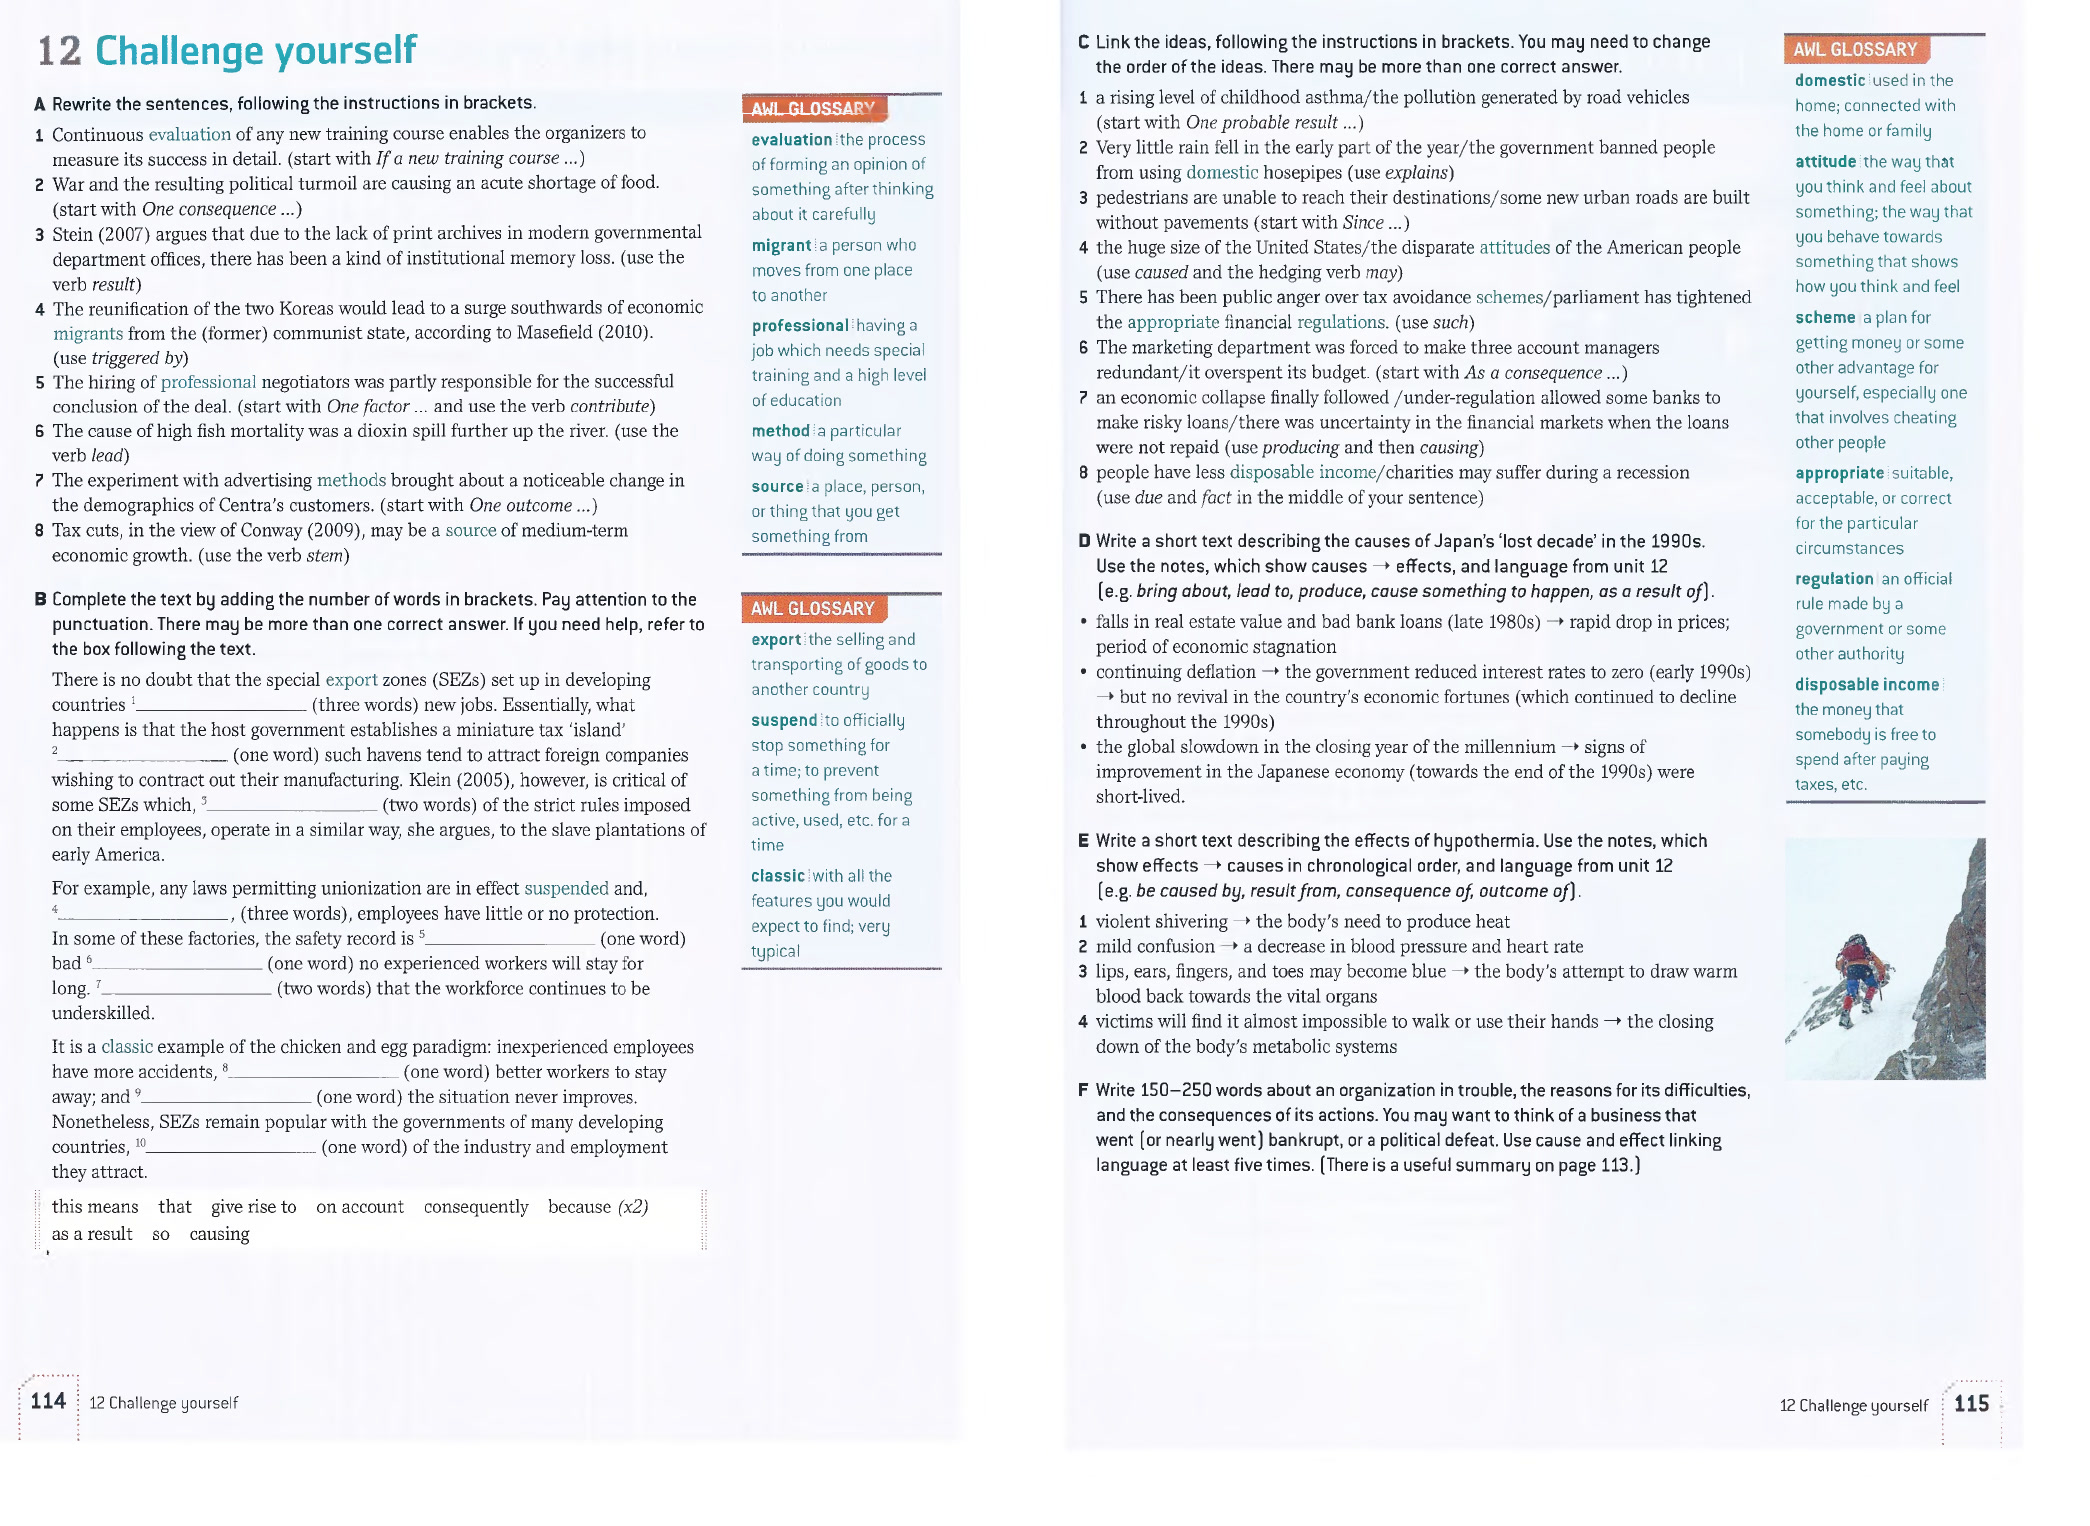 12 Challenge yourself
A Rewrite the sentences, following the instructions in brackets.
1 Continuous evaluation of any new training course enables the organizers to
measure its success in detail. (start with If a new training course ...)
2 War and the resulting political turmoil are causing an acute shortage of food.
(start with One consequence ...)
3 Stein (2007) argues that due to the lack of print archives in modern governmental
department offices, there has been a kind of institutional memory loss. (use the
verb result)
4 The reunification of the two Koreas would lead to a surge southwards of economic
migrants from the (former) communist state, according to Masefield (2010).
(use triggered by)
5 The hiring of professional negotiators was partly responsible for the successful
conclusion of the deal. (start with One factor ... and use the verb contribute)
6 The cause of high fish mortality was a dioxin spill further up the river. (use the
verb lead)
7 The experiment with advertising methods brought about a noticeable change in
the demographics of Centra's customers. (start with One outcome ...)
8 Tax cuts, in the view of Conway (2009), may be a source of medium-term
economic growth. (use the verb stem)
AWL GLOSSARY
evaluation the process
of forming an opinion of
something after thinking
about it carefully
migrant a person who
moves from one place
to another
professional having a
job which needs special
training and a high level
of education
method a particular
way of doing something
source a place, person,
or thing that you get
something from
B Complete the text by adding the number of words in brackets. Pay attention to the
punctuation. There may be more than one correct answer. If you need help, refer to
the box following the text.
There is no doubt that the special export zones (SEZs) set up in developing
countries 1 (three words) new jobs. Essentially, what
happens is that the host government establishes a miniature tax 'island'
2 (one word) such havens tend to attract foreign companies
wishing to contract out their manufacturing. Klein (2005), however, is critical of
some SEZs which, 3 (two words) of the strict rules imposed
on their employees, operate in a similar way, she argues, to the slave plantations of
early America.
For example, any laws permitting unionization are in effect suspended and,
4 , (three words), employees have little or no protection.
In some of these factories, the safety record is 5 (one word)
bad 6 (one word) no experienced workers will stay for
long. 7 (two words) that the workforce continues to be
underskilled.
It is a classic example of the chicken and egg paradigm: inexperienced employees
have more accidents, 8 (one word) better workers to stay
away; and 9 (one word) the situation never improves.
Nonetheless, SEZs remain popular with the governments of many developing
countries, 10 (one word) of the industry and employment
they attract.
this means that give rise to on account consequently because (x2)
as a result so causing
AWL GLOSSARY
export the selling and
transporting of goods to
another country
suspend to officially
stop something for
a time; to prevent
something from being
active, used, etc. for a
time
classic with all the
features you would
expect to find; very
typical
114 12 Challenge yourself
C Link the ideas, following the instructions in brackets. You may need to change
the order of the ideas. There may be more than one correct answer.
1 a rising level of childhood asthma/the pollution generated by road vehicles
(start with One probable result ...)
2 Very little rain fell in the early part of the year/the government banned people
from using domestic hosepipes (use explains)
3 pedestrians are unable to reach their destinations/some new urban roads are built
without pavements (start with Since ...)
4 the huge size of the United States/the disparate attitudes of the American people
(use caused and the hedging verb may)
5 There has been public anger over tax avoidance schemes/parliament has tightened
the appropriate financial regulations. (use such)
6 The marketing department was forced to make three account managers
redundant/it overspent its budget. (start with As a consequence ...)
7 an economic collapse finally followed /under-regulation allowed some banks to
make risky loans/there was uncertainty in the financial markets when the loans
were not repaid (use producing and then causing)
8 people have less disposable income/charities may suffer during a recession
(use due and fact in the middle of your sentence)
D Write a short text describing the causes of Japan's 'lost decade' in the 1990s.
Use the notes, which show causes → effects, and language from unit 12
(e.g. bring about, lead to, produce, cause something to happen, as a result of).
• falls in real estate value and bad bank loans (late 1980s) → rapid drop in prices;
period of economic stagnation
• continuing deflation → the government reduced interest rates to zero (early 1990s)
→ but no revival in the country's economic fortunes (which continued to decline
throughout the 1990s)
• the global slowdown in the closing year of the millennium → signs of
improvement in the Japanese economy (towards the end of the 1990s) were
short-lived.
E Write a short text describing the effects of hypothermia. Use the notes, which
show effects → causes in chronological order, and language from unit 12
(e.g. be caused by, result from, consequence of, outcome of).
1 violent shivering → the body's need to produce heat
2 mild confusion → a decrease in blood pressure and heart rate
3 lips, ears, fingers, and toes may become blue → the body's attempt to draw warm
blood back towards the vital organs
4 victims will find it almost impossible to walk or use their hands → the closing
down of the body's metabolic systems
F Write 150–250 words about an organization in trouble, the reasons for its difficulties,
and the consequences of its actions. You may want to think of a business that
went (or nearly went) bankrupt, or a political defeat. Use cause and effect linking
language at least five times. (There is a useful summary on page 113.)
AWL GLOSSARY
domestic used in the
home; connected with
the home or family
attitude the way that
you think and feel about
something; the way that
you behave towards
something that shows
how you think and feel
scheme a plan for
getting money or some
other advantage for
yourself, especially one
that involves cheating
other people
appropriate suitable,
acceptable, or correct
for the particular
circumstances
regulation an official
rule made by a
government or some
other authority
disposable income
the money that
somebody is free to
spend after paying
taxes, etc.
12 Challenge yourself 115